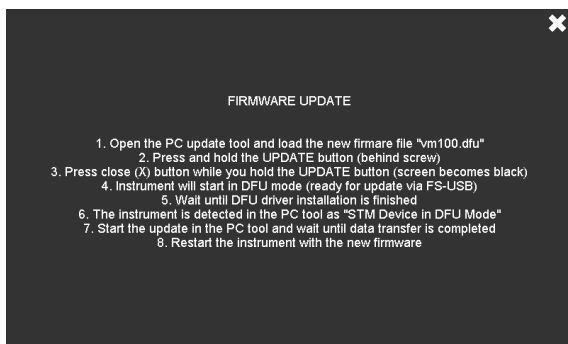 FIRMWARE UPDATE
1. Open the PC update tool and load the new firmare file "vm100.dfu"
2. Press and hold the UPDATE button (behind screw)
3. Press close (X) button while you hold the UPDATE button (screen becomes black)
4. Instrument will start in DFU mode (ready for update via FS-USB)
5. Wait until DFU driver installation is finished
6. The instrument is detected in the PC tool as "STM Device in DFU Mode"
7. Start the update in the PC tool and wait until data transfer is completed
8. Restart the instrument with the new firmware